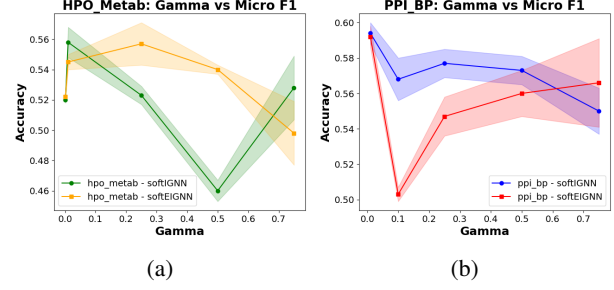 HPO_Metab: Gamma vs Micro F1
Accuracy
0.56
0.54
0.52
0.50
0.48
0.46
hpo_metab - softIGNN
hpo_metab - softEIGNN
0.0 0.1 0.2 0.3 0.4 0.5 0.6 0.7
Gamma
(a)
PPI_BP: Gamma vs Micro F1
Accuracy
0.60
0.58
0.56
0.54
0.52
0.50
ppi_bp - softIGNN
ppi_bp - softEIGNN
0.0 0.1 0.2 0.3 0.4 0.5 0.6 0.7
Gamma
(b)